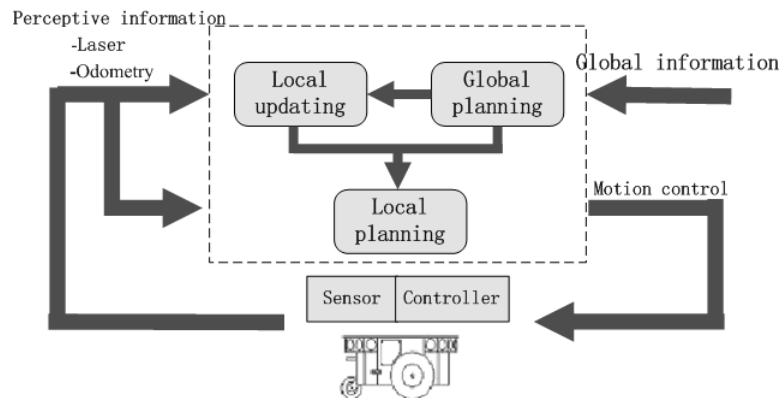 Perceptive information
-Laser
-Odometry
Global information
Local
updating
Global
planning
Local
planning
Motion control
Sensor
Controller